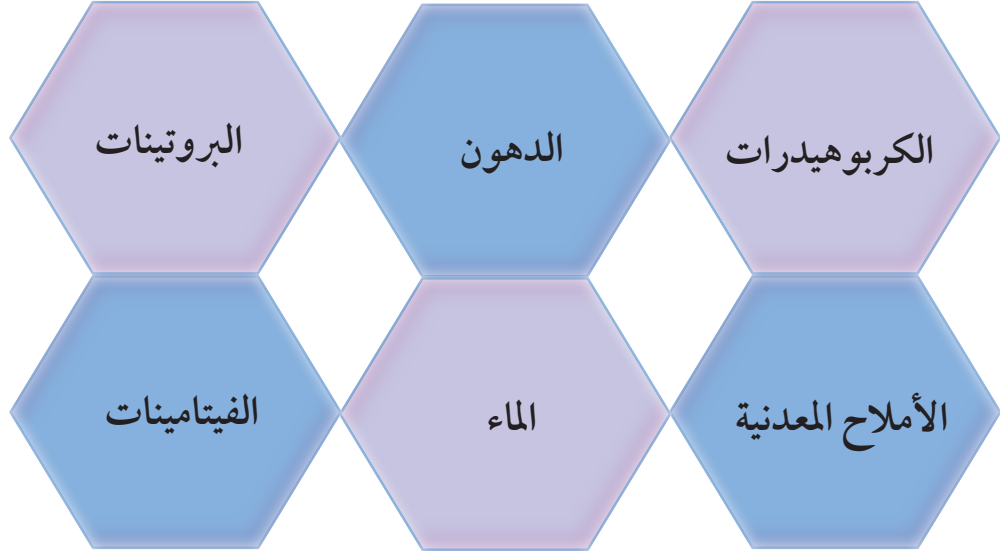 الكربوهيدرات
الدهون
البروتينات
الأملاح المعدنية
الماء
الفيتامينات